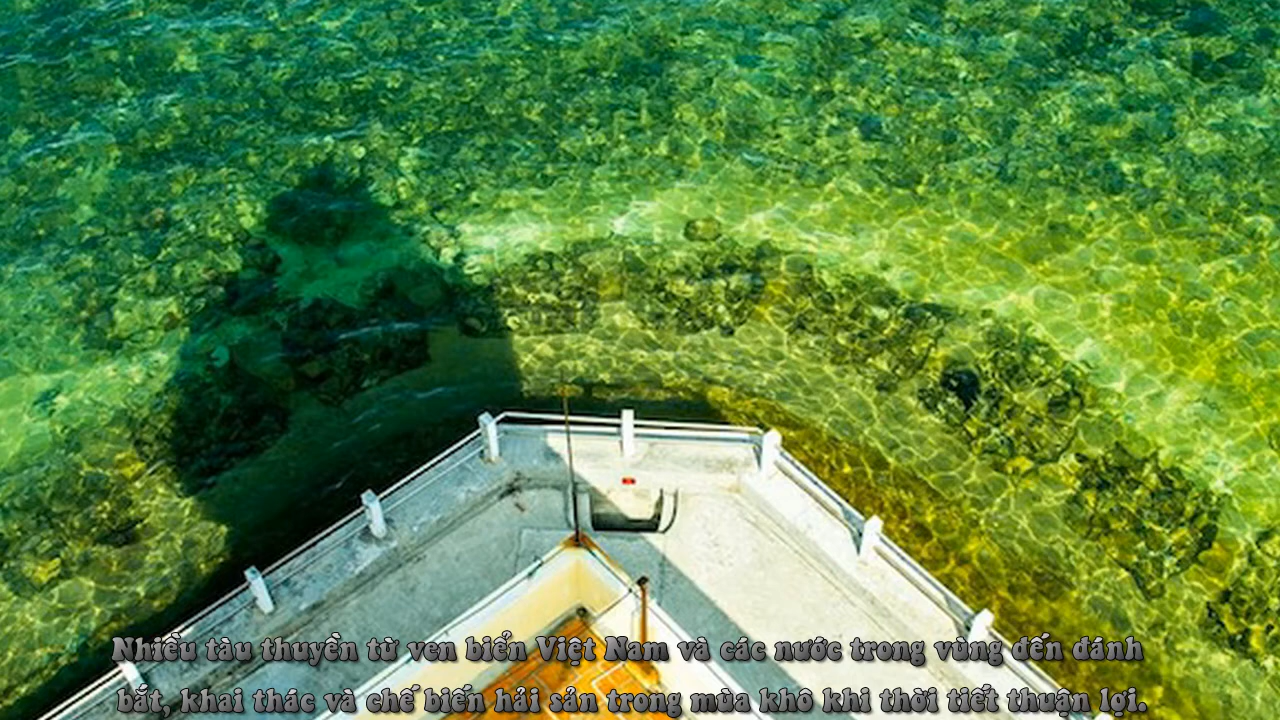 Nhiều tàu thuyền từ ven biển Việt Nam và các nước trong vùng đến đánh
bắt, khai thác và chế biến hải sản trong mùa khô khi thời tiết thuận lợi.